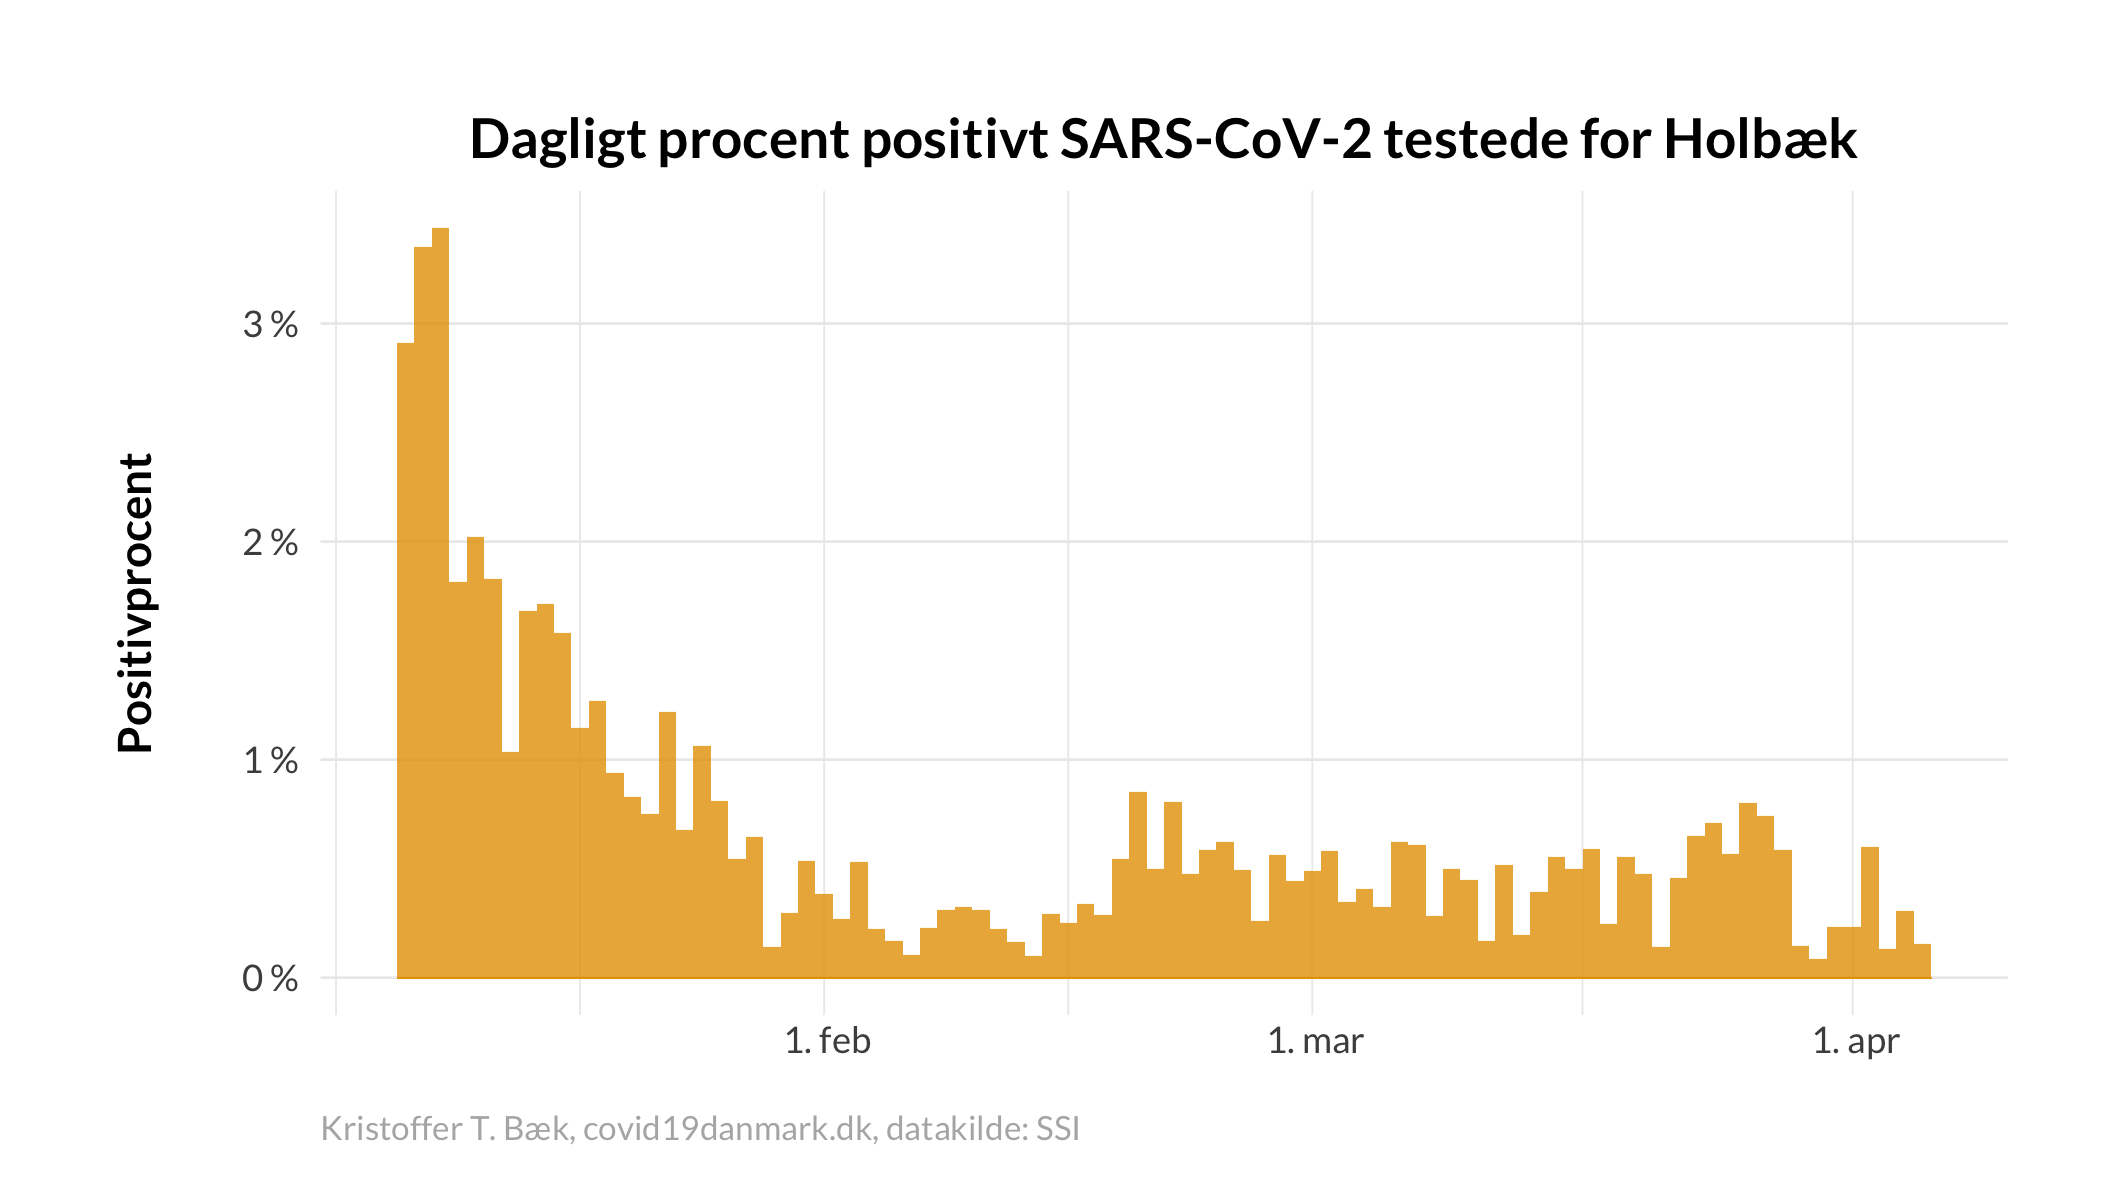 Dagligt procent positivt SARS-CoV-2 testede for Holbæk
Positivprocent
3 %
2 %
1 %
0 %
1. feb
1. mar
1. apr
Kristoffer T. Bæk, covid19danmark.dk, datakilde: SSI